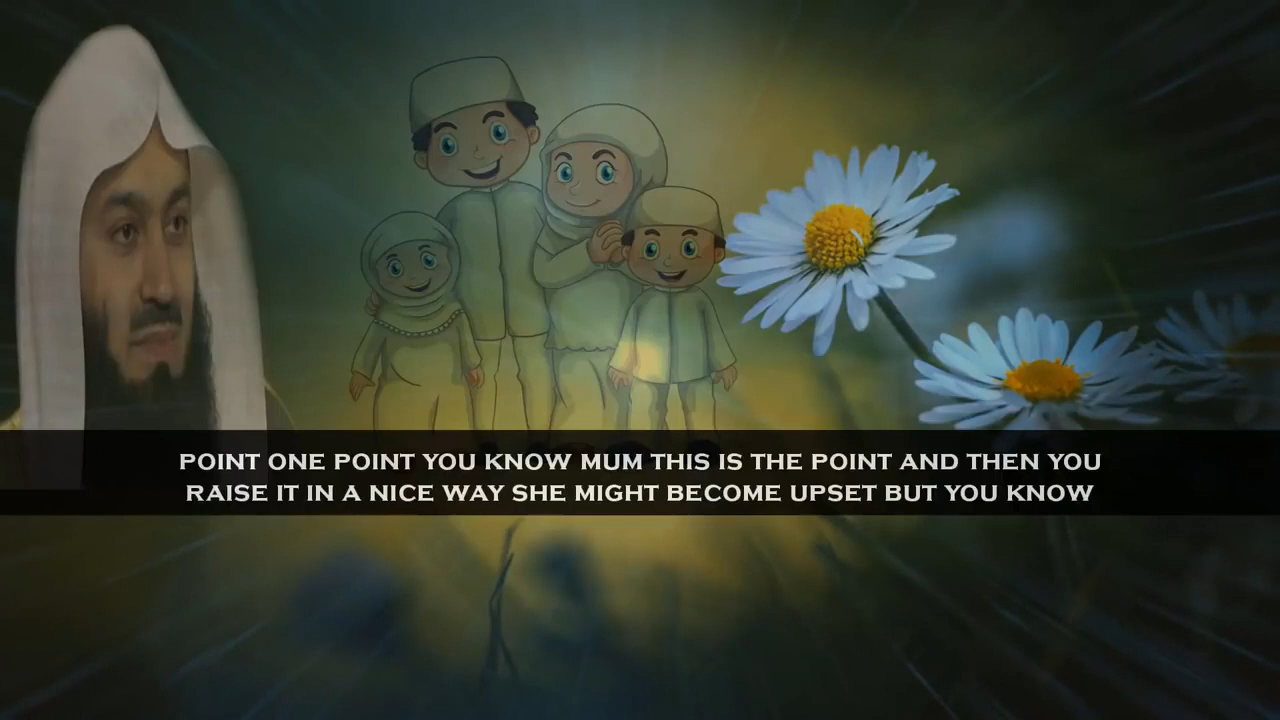 POINT ONE POINT YOU KNOW MUM THIS IS THE POINT AND THEN YOU
RAISE IT IN A NICE WAY SHE MIGHT BECOME UPSET BUT YOU KNOW